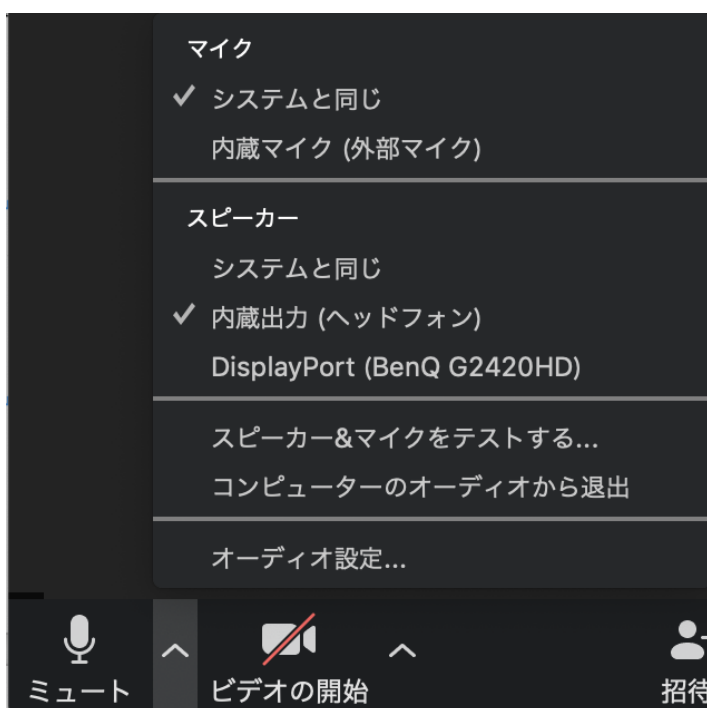 マイク
システムと同じ
内蔵マイク (外部マイク)
スピーカー
システムと同じ
内蔵出力 (ヘッドフォン)
DisplayPort (BenQ G2420HD)
スピーカー&マイクをテストする...
コンピューターのオーディオから退出
オーディオ設定...
ミュート
ビデオの開始
招待